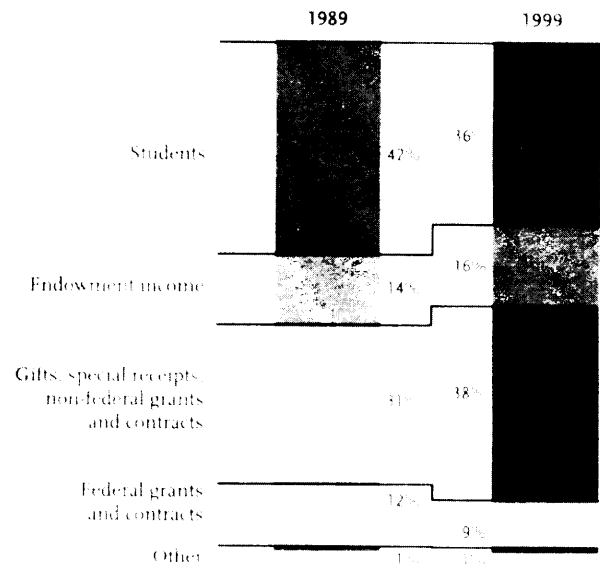 1989 1999
Students 42% 36%
Endowment income 14% 16%
Gifts, special receipts,
non-federal grants 31% 38%
and contracts
Federal grants 12%
and contracts
9%
Other 1%